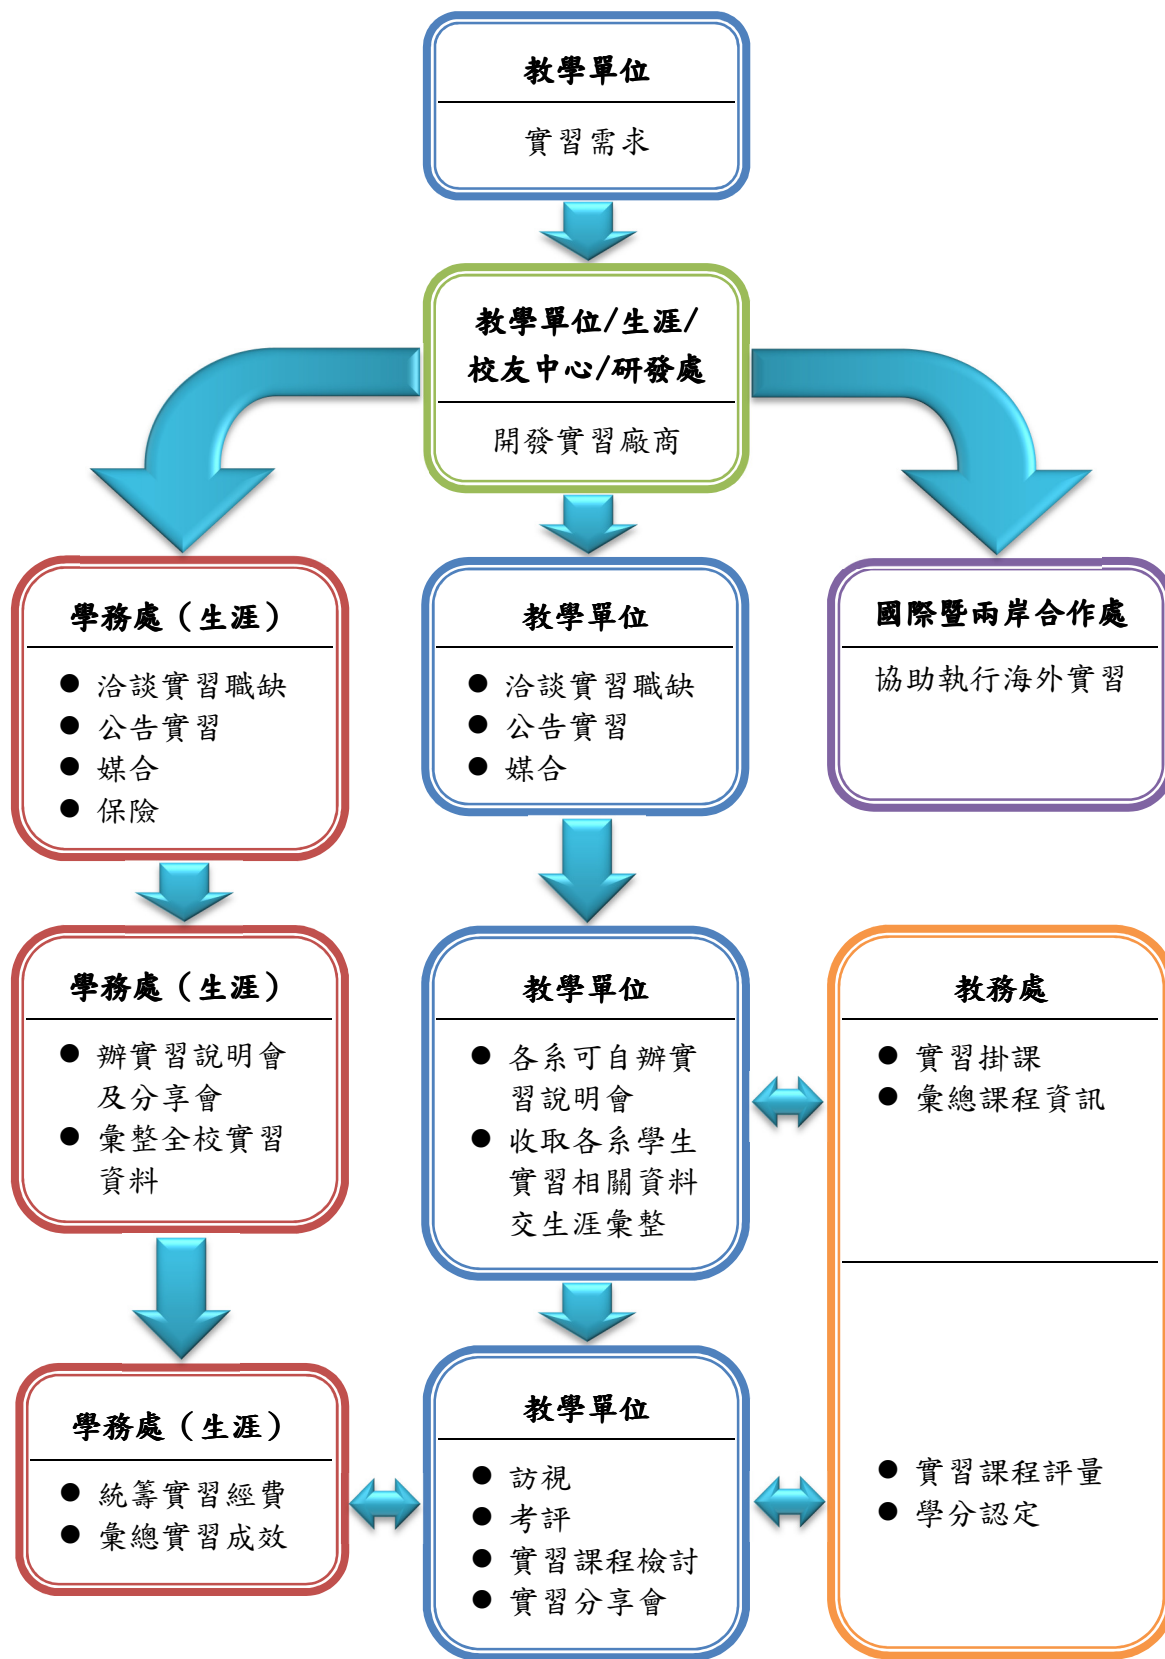 教學單位
實習需求
教學單位/生涯/
校友中心/研發處
開發實習廠商
學務處（生涯）
● 洽談實習職缺
● 公告實習
● 媒合
● 保險
教學單位
● 洽談實習職缺
● 公告實習
● 媒合
國際暨兩岸合作處
協助執行海外實習
學務處（生涯）
● 辦實習說明會
及分享會
● 彙整全校實習
資料
教學單位
● 各系可自辦實
習說明會
● 收取各系學生
實習相關資料
交生涯彙整
教務處
● 實習掛課
● 彙總課程資訊
學務處（生涯）
● 統籌實習經費
● 彙總實習成效
教學單位
● 訪視
● 考評
● 實習課程檢討
● 實習分享會
● 實習課程評量
● 學分認定